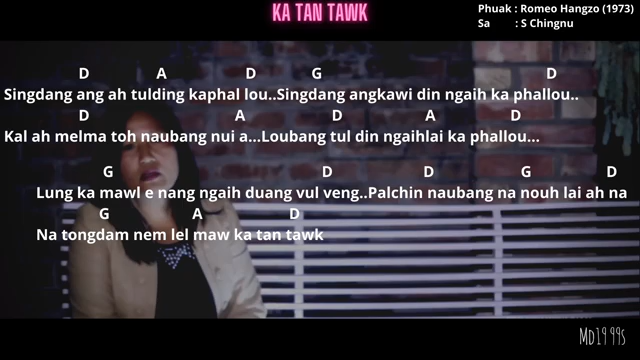 KA TAN TAWK
Phuak : Romeo Hangzo (1973)
Sa : S Chingnu
D A D G D
Singdang ang ah tulding kaphal lou..Singdang angkawi din ngaih ka phallou..
D A D A D
Kal ah melma toh naubang nui a...Loubang tul din ngaihlai ka phallou...
G D D G D
Lung ka mawl e nang ngaih duang vul veng..Palchin naubang na nouh lai ah na
G A D
Na tongdam nem lel maw ka tan tawk
Md1999s